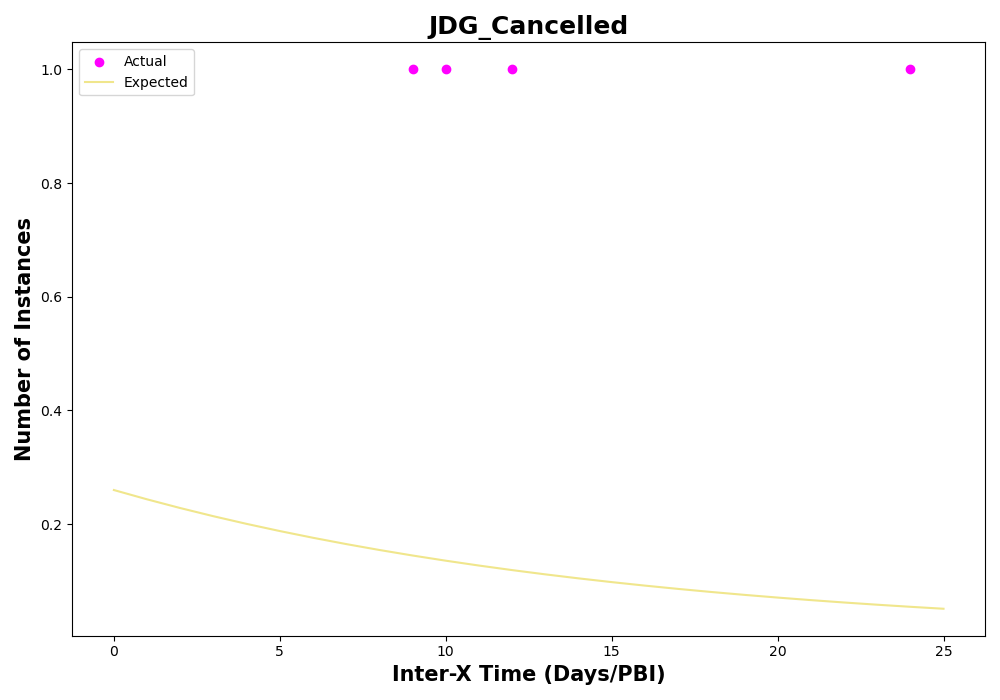 JDG_Cancelled
Actual
Expected
Number of Instances
1.0
0.8
0.6
0.4
0.2
0
5
10
15
20
25
Inter-X Time (Days/PBI)